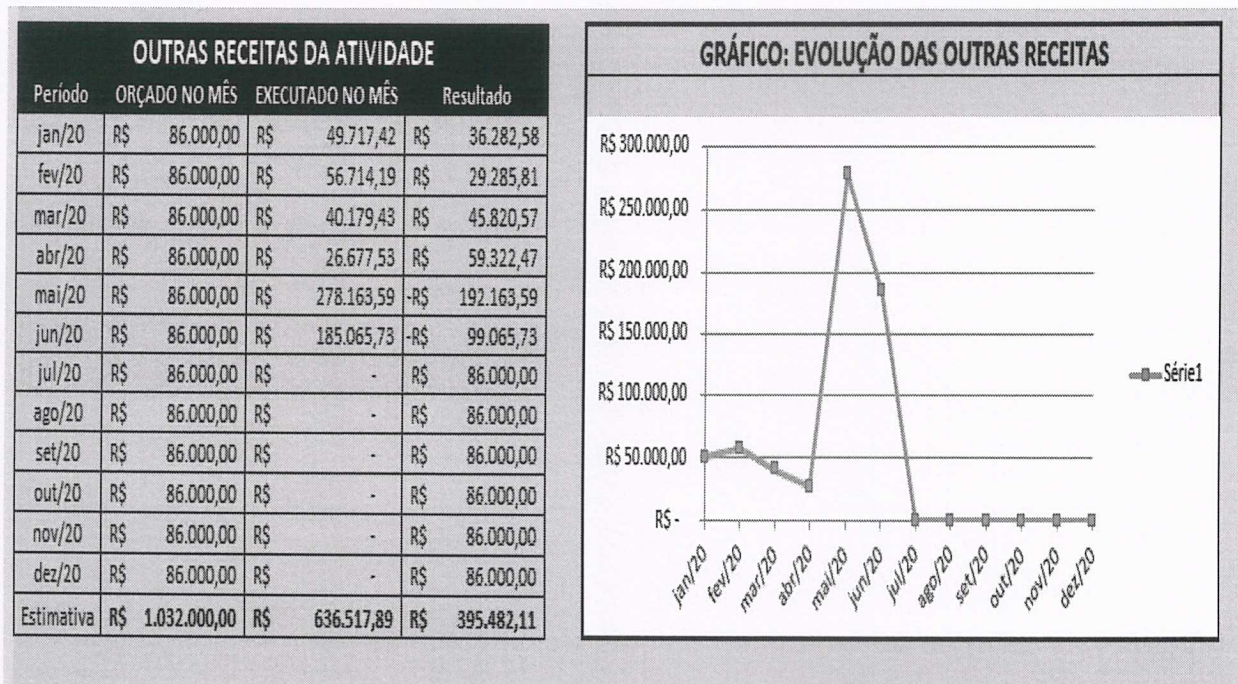 OUTRAS RECEITAS DA ATIVIDADE
Período ORÇADO NO MÊS EXECUTADO NO MÊS Resultado
jan/20 R$ 86.000,00 R$ 49.717,42 R$ 36.282,58
fev/20 R$ 86.000,00 R$ 56.714,19 R$ 29.285,81
mar/20 R$ 86.000,00 R$ 40.179,43 R$ 45.820,57
abr/20 R$ 86.000,00 R$ 26.677,53 R$ 59.322,47
mai/20 R$ 86.000,00 R$ 278.163,59 -R$ 192.163,59
jun/20 R$ 86.000,00 R$ 185.065,73 -R$ 99.065,73
jul/20 R$ 86.000,00 R$ - R$ 86.000,00
ago/20 R$ 86.000,00 R$ - R$ 86.000,00
set/20 R$ 86.000,00 R$ - R$ 86.000,00
out/20 R$ 86.000,00 R$ - R$ 86.000,00
nov/20 R$ 86.000,00 R$ - R$ 86.000,00
dez/20 R$ 86.000,00 R$ - R$ 86.000,00
Estimativa R$ 1.032.000,00 R$ 636.517,89 R$ 395.482,11
GRÁFICO: EVOLUÇÃO DAS OUTRAS RECEITAS
R$ 300.000,00
R$ 250.000,00
R$ 200.000,00
R$ 150.000,00
R$ 100.000,00
R$ 50.000,00
R$ -
jan/20 fev/20 mar/20 abr/20 mai/20 jun/20 jul/20 ago/20 set/20 out/20 nov/20 dez/20
Série1